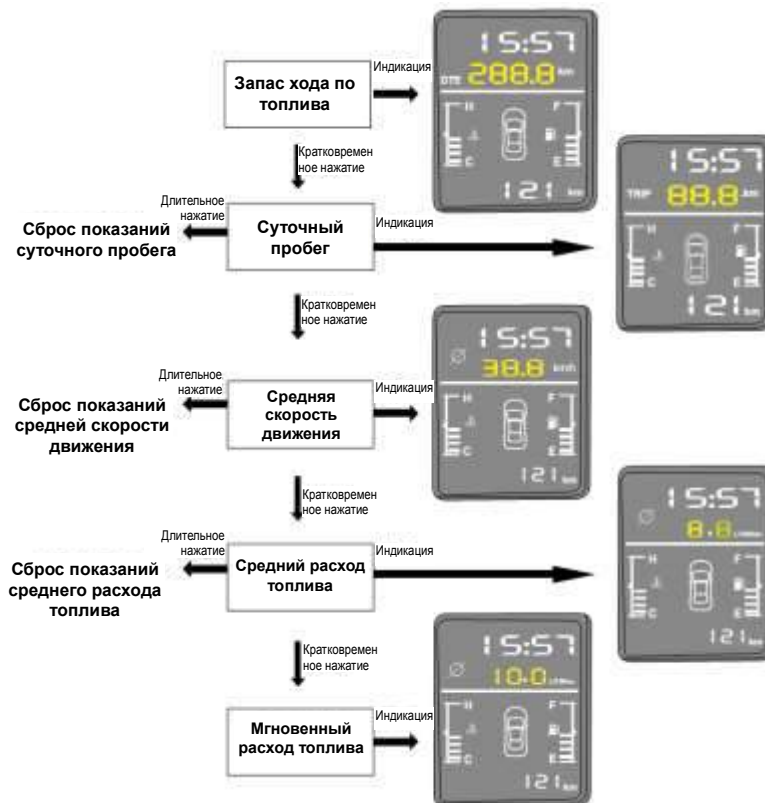 Запас хода по
топлива
Индикация
15:57
DTE 288.8 km
H
F
C
E
121 km
Кратковремен
ное нажатие
Сброс показаний
суточного пробега
Длительное
нажатие
Суточный
пробег
Индикация
15:57
TRIP 88.8 km
H
F
C
E
121 km
Кратковремен
ное нажатие
Сброс показаний
средней скорости
движения
Длительное
нажатие
Средняя
скорость
движения
Индикация
15:57
38.8 km/h
H
F
C
E
121 km
Кратковремен
ное нажатие
Сброс показаний
среднего расхода
топлива
Длительное
нажатие
Средний расход
топлива
Индикация
15:57
8.8
H
F
C
E
121 km
Кратковремен
ное нажатие
Мгновенный
расход топлива
Индикация
15:57
10.0
H
F
C
E
121 km